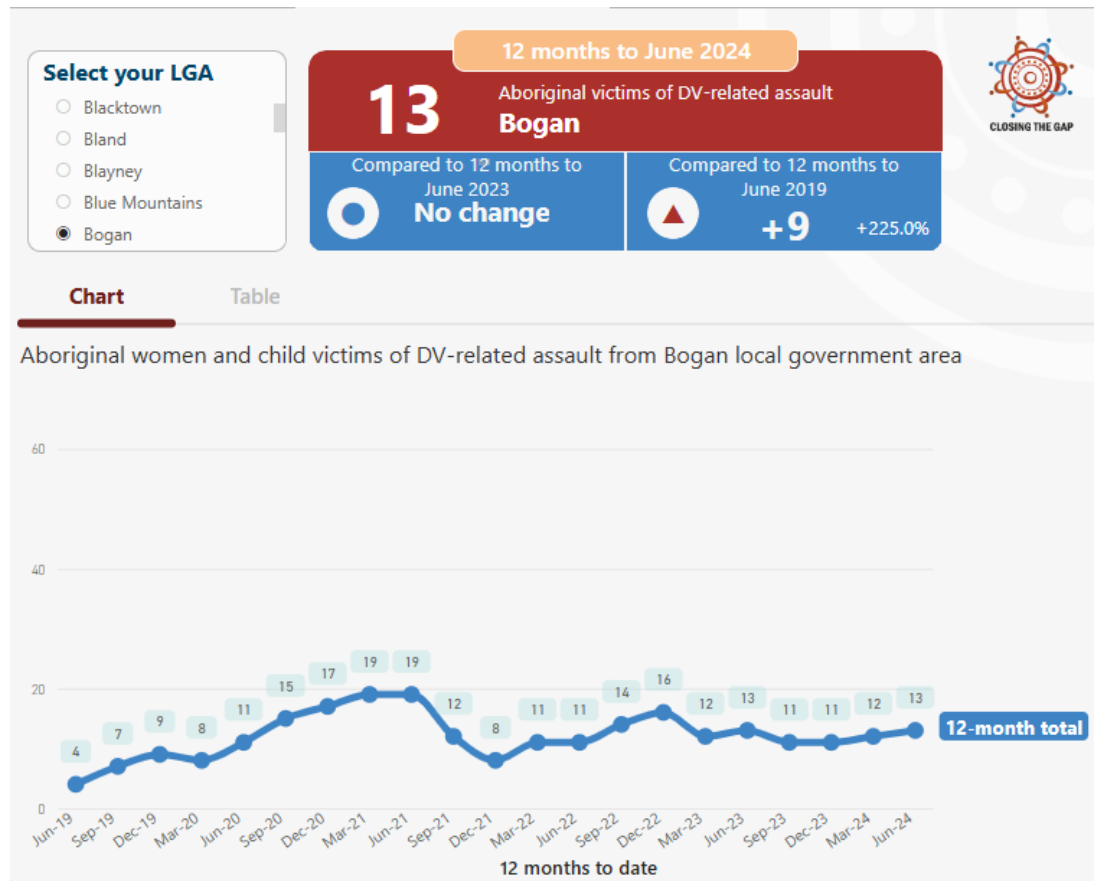 Select your LGA
Blacktown
Bland
Blayney
Blue Mountains
Bogan
12 months to June 2024
13
Aboriginal victims of DV-related assault
Bogan
Compared to 12 months to
June 2023
No change
Compared to 12 months to
June 2019
+9 +225.0%
CLOSING THE GAP
Chart Table
Aboriginal women and child victims of DV-related assault from Bogan local government area
60
40
20
0
4 7 9 8 11 15 17 19 19 12 8 11 11 14 16 12 13 11 11 12 13
12-month total
Jun-19 Sep-19 Dec-19 Mar-20 Jun-20 Sep-20 Dec-20 Mar-21 Jun-21 Sep-21 Dec-21 Mar-22 Jun-22 Sep-22 Dec-22 Mar-23 Jun-23 Sep-23 Dec-23 Mar-24 Jun-24
12 months to date